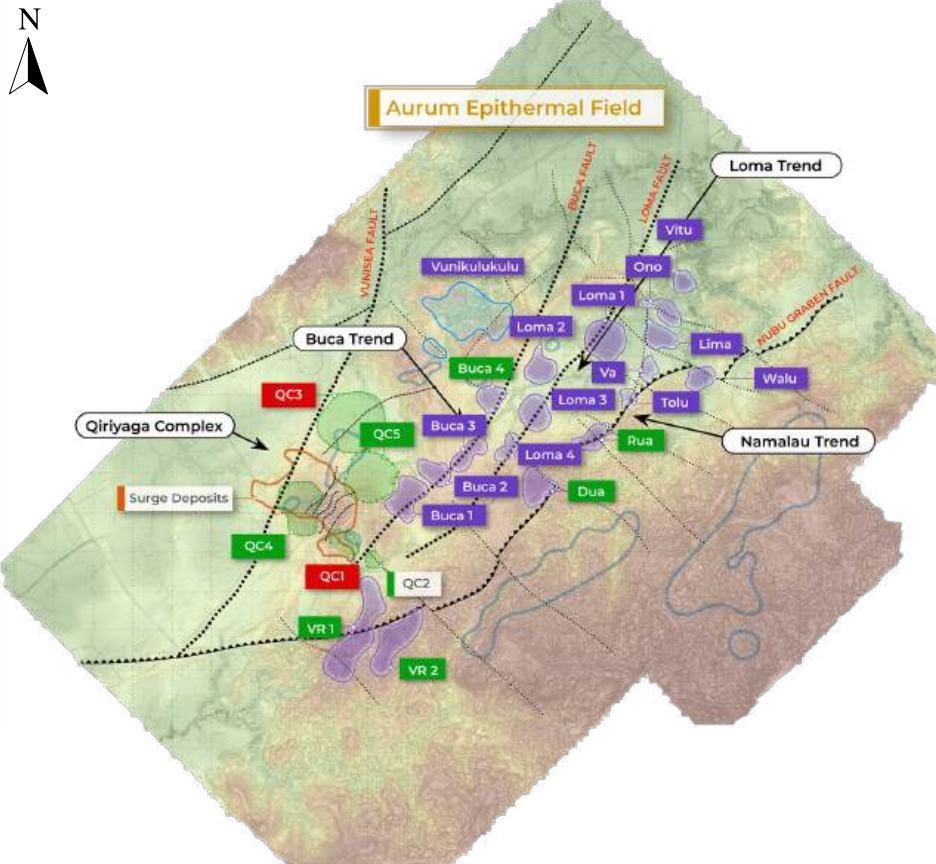 N
Aurum Epithermal Field
Loma Trend
BUCA FAULT
LOMA FAULT
VUNISEA FAULT
Vitu
Vunikulukulu
Ono
Loma 1
NUBU GRABEN FAULT
Loma 2
Buca Trend
Lima
Buca 4
Va
Walu
QC3
Loma 3
Tolu
Qiriyaga Complex
QC5
Buca 3
Rua
Namalau Trend
Loma 4
Surge Deposits
Buca 2
Dua
Buca 1
QC4
QC1
QC2
VR 1
VR 2